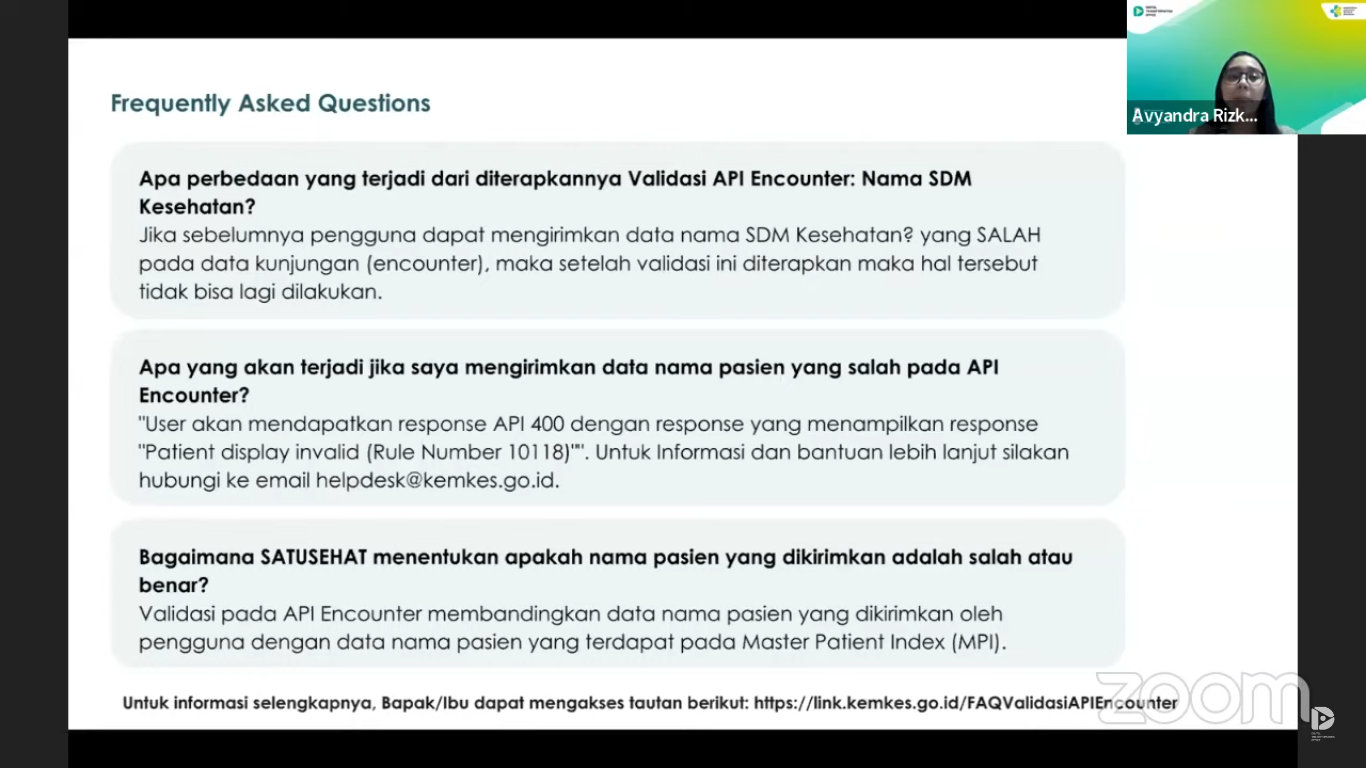 Frequently Asked Questions
Apa perbedaan yang terjadi dari diterapkannya Validasi API Encounter: Nama SDM
Kesehatan?
Jika sebelumnya pengguna dapat mengirimkan data nama SDM Kesehatan? yang SALAH
pada data kunjungan (encounter), maka setelah validasi ini diterapkan maka hal tersebut
tidak bisa lagi dilakukan.
Apa yang akan terjadi jika saya mengirimkan data nama pasien yang salah pada API
Encounter?
"User akan mendapatkan response API 400 dengan response yang menampilkan response
"Patient display invalid (Rule Number 10118)"". Untuk Informasi dan bantuan lebih lanjut silakan
hubungi ke email helpdesk@kemkes.go.id.
Bagaimana SATUSEHAT menentukan apakah nama pasien yang dikirimkan adalah salah atau
benar?
Validasi pada API Encounter membandingkan data nama pasien yang dikirimkan oleh
pengguna dengan data nama pasien yang terdapat pada Master Patient Index (MPI).
Untuk informasi selengkapnya, Bapak/Ibu dapat mengakses tautan berikut: https://link.kemkes.go.id/FAQValidasiAPIEncounter
Avyandra Rizk...
zoom